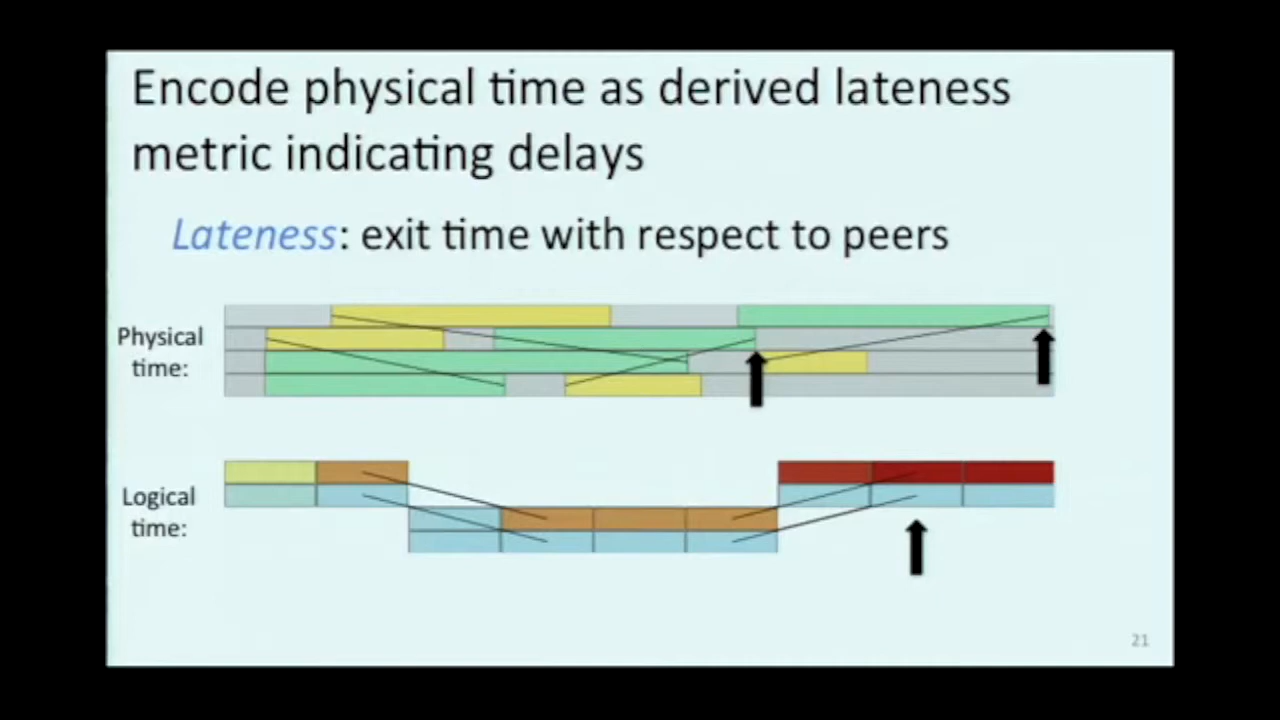 Encode physical time as derived lateness
metric indicating delays
Lateness: exit time with respect to peers
Physical
time:
Logical
time:
21